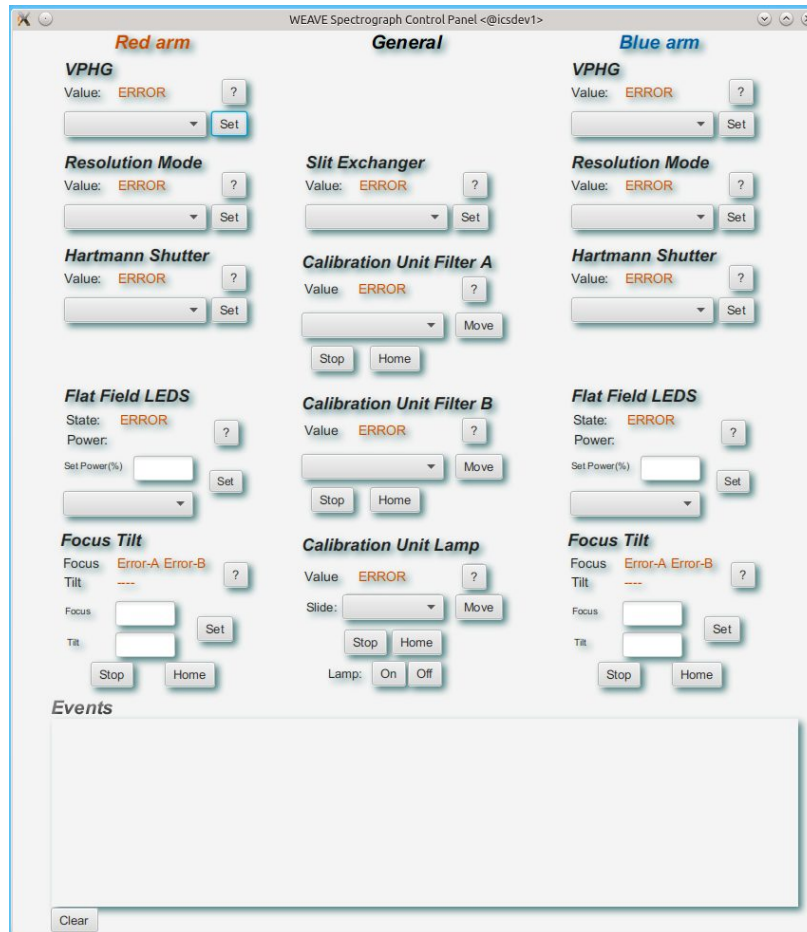 WEAVE Spectrograph Control Panel <@icsdev1>
Red arm
General
Blue arm
VPHG
Value: ERROR ?
Set
Resolution Mode
Value: ERROR ?
Set
Hartmann Shutter
Value: ERROR ?
Set
Flat Field LEDS
State: ERROR
Power: ?
Set Power(%)
Set
Focus Tilt
Focus Error-A Error-B
Tilt ---- ?
Focus
Set
Tilt
Stop Home
Slit Exchanger
Value: ERROR ?
Set
Calibration Unit Filter A
Value ERROR ?
Move
Stop Home
Calibration Unit Filter B
Value ERROR ?
Move
Stop Home
Calibration Unit Lamp
Value ERROR ?
Slide: Move
Stop Home
Lamp: On Off
VPHG
Value: ERROR ?
Set
Resolution Mode
Value: ERROR ?
Set
Hartmann Shutter
Value: ERROR ?
Set
Flat Field LEDS
State: ERROR
Power: ?
Set Power(%)
Set
Focus Tilt
Focus Error-A Error-B
Tilt ---- ?
Focus
Set
Tilt
Stop Home
Events
Clear